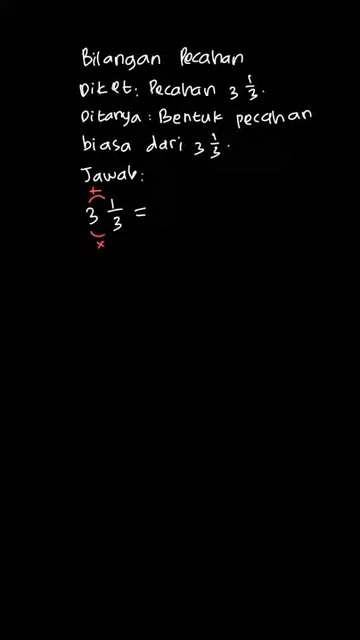 Bilangan Pecahan
Diket: Pecahan 3 1/3.
Ditanya: Bentuk pecahan
biasa dari 3 1/3.
Jawab:
+
3 1/3 =
x